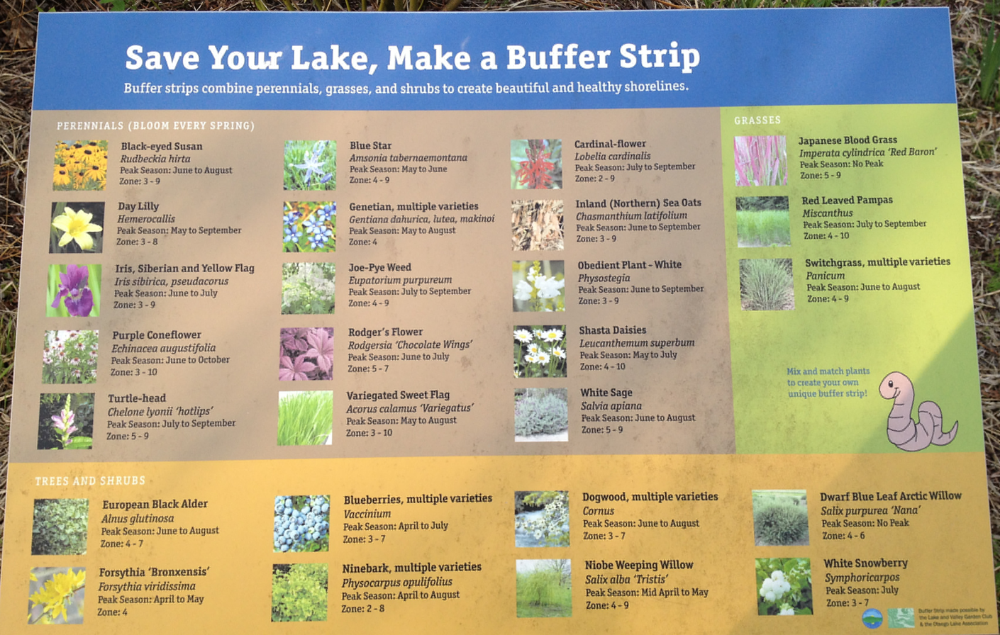 Save Your Lake, Make a Buffer Strip
Buffer strips combine perennials, grasses, and shrubs to create beautiful and healthy shorelines.
PERENNIALS (BLOOM EVERY SPRING)
Black-eyed Susan
Rudbeckia hirta
Peak Season: June to August
Zone: 3 - 9
Day Lilly
Hemerocallis
Peak Season: May to September
Zone: 3 - 8
Iris, Siberian and Yellow Flag
Iris sibirica, pseudacorus
Peak Season: June to July
Zone: 3 - 9
Purple Coneflower
Echinacea augustifolia
Peak Season: June to October
Zone: 3 - 10
Turtle-head
Chelone lyonii ‘hotlips’
Peak Season: July to September
Zone: 5 - 9
Blue Star
Amsonia tabernaemontana
Peak Season: May to June
Zone: 4 - 9
Genetian, multiple varieties
Gentiana dahurica, lutea, makinoi
Peak Season: May to August
Zone: 4
Joe-Pye Weed
Eupatorium purpureum
Peak Season: July to September
Zone: 4 - 9
Rodger's Flower
Rodgersia ‘Chocolate Wings’
Peak Season: June to July
Zone: 5 - 7
Variegated Sweet Flag
Acorus calamus ‘Variegatus’
Peak Season: May to August
Zone: 3 - 10
Cardinal-flower
Lobelia cardinalis
Peak Season: July to September
Zone: 2 - 9
Inland (Northern) Sea Oats
Chasmanthium latifolium
Peak Season: June to September
Zone: 3 - 9
Obedient Plant - White
Physostegia
Peak Season: June to September
Zone: 3 - 9
Shasta Daisies
Leucanthemum superbum
Peak Season: May to July
Zone: 4 - 10
White Sage
Salvia apiana
Peak Season: June to August
Zone: 5 - 9
GRASSES
Japanese Blood Grass
Imperata cylindrica ‘Red Baron’
Peak Season: No Peak
Zone: 5 - 9
Red Leaved Pampas
Miscanthus
Peak Season: July to September
Zone: 4 - 10
Switchgrass, multiple varieties
Panicum
Peak Season: June to August
Zone: 4 - 9
Mix and match plants
to create your own
unique buffer strip!
TREES AND SHRUBS
European Black Alder
Alnus glutinosa
Peak Season: June to August
Zone: 4 - 7
Forsythia ‘Bronxensis’
Forsythia viridissima
Peak Season: April to May
Zone: 4
Blueberries, multiple varieties
Vaccinium
Peak Season: April to July
Zone: 3 - 7
Ninebark, multiple varieties
Physocarpus opulifolius
Peak Season: April to August
Zone: 2 - 8
Dogwood, multiple varieties
Cornus
Peak Season: June to August
Zone: 3 - 7
Niobe Weeping Willow
Salix alba ‘Tristis’
Peak Season: Mid April to May
Zone: 4 - 9
Dwarf Blue Leaf Arctic Willow
Salix purpurea ‘Nana’
Peak Season: No Peak
Zone: 4 - 6
White Snowberry
Symphoricarpos
Peak Season: July
Zone: 3 - 7
Buffer Strip made possible by
the Lake and Valley Garden Club
& the Otsego Lake Association